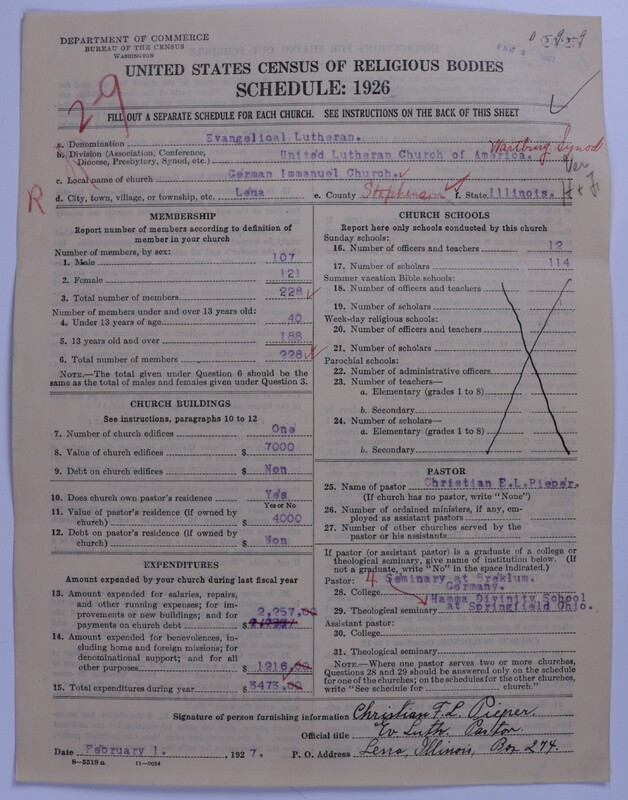 DEPARTMENT OF COMMERCE
BUREAU OF THE CENSUS
WASHINGTON
UNITED STATES CENSUS OF RELIGIOUS BODIES
SCHEDULE: 1926
29
FILL OUT A SEPARATE SCHEDULE FOR EACH CHURCH. SEE INSTRUCTIONS ON THE BACK OF THIS SHEET
a. Denomination Evangelical Lutheran.
b. Division (Association, Conference, Diocese, Presbytery, Synod, etc.) United Lutheran Church of America. Wartburg Synod
c. Local name of church German Immanuel Church.
R
d. City, town, village, or township, etc. Lena e. County Stephenson f. State Illinois.
MEMBERSHIP
Report number of members according to definition of member in your church
Number of members, by sex:
1. Male 107
2. Female 121
3. Total number of members 228
Number of members under and over 13 years old:
4. Under 13 years of age 40
5. 13 years old and over 188
6. Total number of members 228
NOTE.—The total given under Question 6 should be the same as the total of males and females given under Question 3.
CHURCH BUILDINGS
See instructions, paragraphs 10 to 12
7. Number of church edifices One
8. Value of church edifices $ 7000
9. Debt on church edifices $ Non
10. Does church own pastor's residence Yes
Yes or No
11. Value of pastor's residence (if owned by church) $ 4000
12. Debt on pastor's residence (if owned by church) $ Non
EXPENDITURES
Amount expended by your church during last fiscal year
13. Amount expended for salaries, repairs, and other running expenses; for improvements or new buildings; and for payments on church debt $ 2,257.00
14. Amount expended for benevolences, including home and foreign missions; for denominational support; and for all other purposes $ 1216.00
15. Total expenditures during year $ 3473.00
CHURCH SCHOOLS
Report here only schools conducted by this church
Sunday schools:
16. Number of officers and teachers 12
17. Number of scholars 114
Summer vacation Bible schools:
18. Number of officers and teachers
19. Number of scholars
Week-day religious schools:
20. Number of officers and teachers
21. Number of scholars
Parochial schools:
22. Number of administrative officers
23. Number of teachers—
a. Elementary (grades 1 to 8)
b. Secondary
24. Number of scholars—
a. Elementary (grades 1 to 8)
b. Secondary
PASTOR
25. Name of pastor Christian F.L.Pieper.
(If church has no pastor, write "None")
26. Number of ordained ministers, if any, employed as assistant pastors
27. Number of other churches served by the pastor or his assistants
If pastor (or assistant pastor) is a graduate of a college or theological seminary, give name of institution below. (If not a graduate, write "No" in the space indicated.)
Pastor: 4 Seminary at Breklum.
28. College Germany.
Hamma Divinity School
29. Theological seminary at Springfield Ohio.
Assistant pastor:
30. College
31. Theological seminary
NOTE.—Where one pastor serves two or more churches, Questions 28 and 29 should be answered only on the schedule for one of the churches; on the schedules for the other churches, write "See schedule for church."
Signature of person furnishing information Christian F.L. Pieper.
Official title Ev. Luth. Pastor
Date February 1. 1927. P. O. Address Lena, Illinois, Box 274.
8—5518a 11—9034